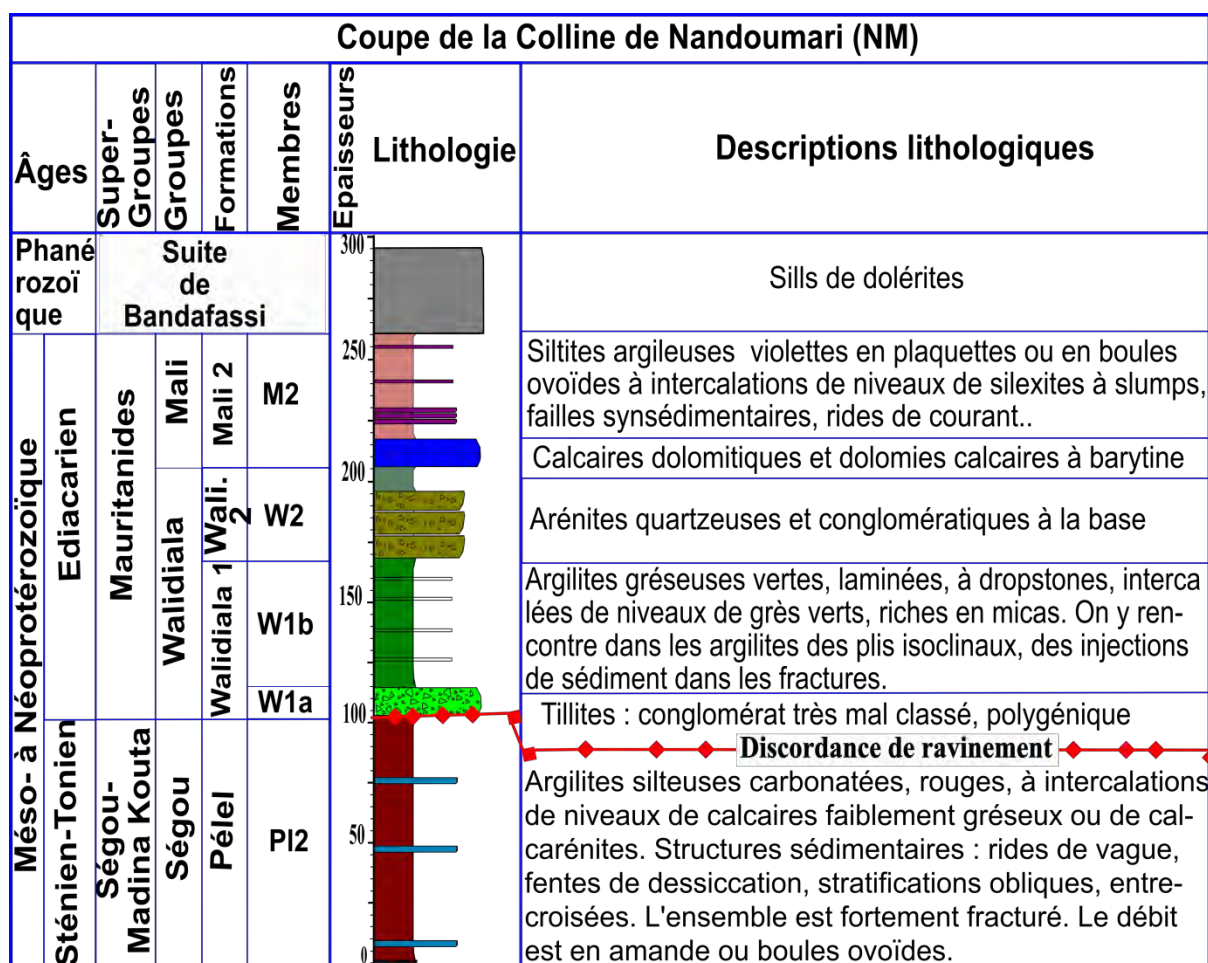 Coupe de la Colline de Nandoumari (NM)
Âges
Super-
Groupes
Groupes
Formations
Membres
Epaisseurs
Lithologie
Descriptions lithologiques
Phané
rozoï
que
Suite
de
Bandafassi
300
Sills de dolérites
Méso- à Néoprotérozoïque
Ediacarien
Mauritanides
Mali
Mali 2
M2
250
Siltites argileuses violettes en plaquettes ou en boules
ovoïdes à intercalations de niveaux de silexites à slumps,
failles synsédimentaires, rides de courant..
Calcaires dolomitiques et dolomies calcaires à barytine
200
Walidiala
Wali.
2
W2
Arénites quartzeuses et conglomératiques à la base
Walidiala 1
W1b
150
Argilites gréseuses vertes, laminées, à dropstones, interca
lées de niveaux de grès verts, riches en micas. On y ren-
contre dans les argilites des plis isoclinaux, des injections
de sédiment dans les fractures.
W1a
100
Tillites : conglomérat très mal classé, polygénique
Discordance de ravinement
Sténien-Tonien
Ségou-
Madina Kouta
Ségou
Pélel
Pl2
50
0
Argilites silteuses carbonatées, rouges, à intercalations
de niveaux de calcaires faiblement gréseux ou de cal-
carénites. Structures sédimentaires : rides de vague,
fentes de dessiccation, stratifications obliques, entre-
croisées. L'ensemble est fortement fracturé. Le débit
est en amande ou boules ovoïdes.